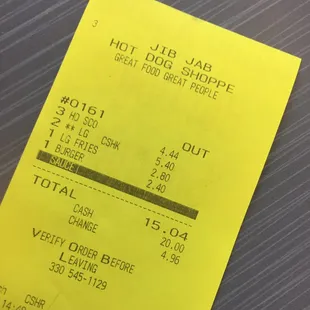 3
JIB JAB
HOT DOG SHOPPE
GREAT FOOD GREAT PEOPLE
#0161 OUT
3 HD SCO 4.44
2 ** LG CSHK 5.40
1 LG FRIES 2.80
1 BURGER 2.40
SAUCE!
TOTAL 15.04
CASH 20.00
CHANGE 4.96
VERIFY ORDER BEFORE
LEAVING
330 545-1129
CSHR